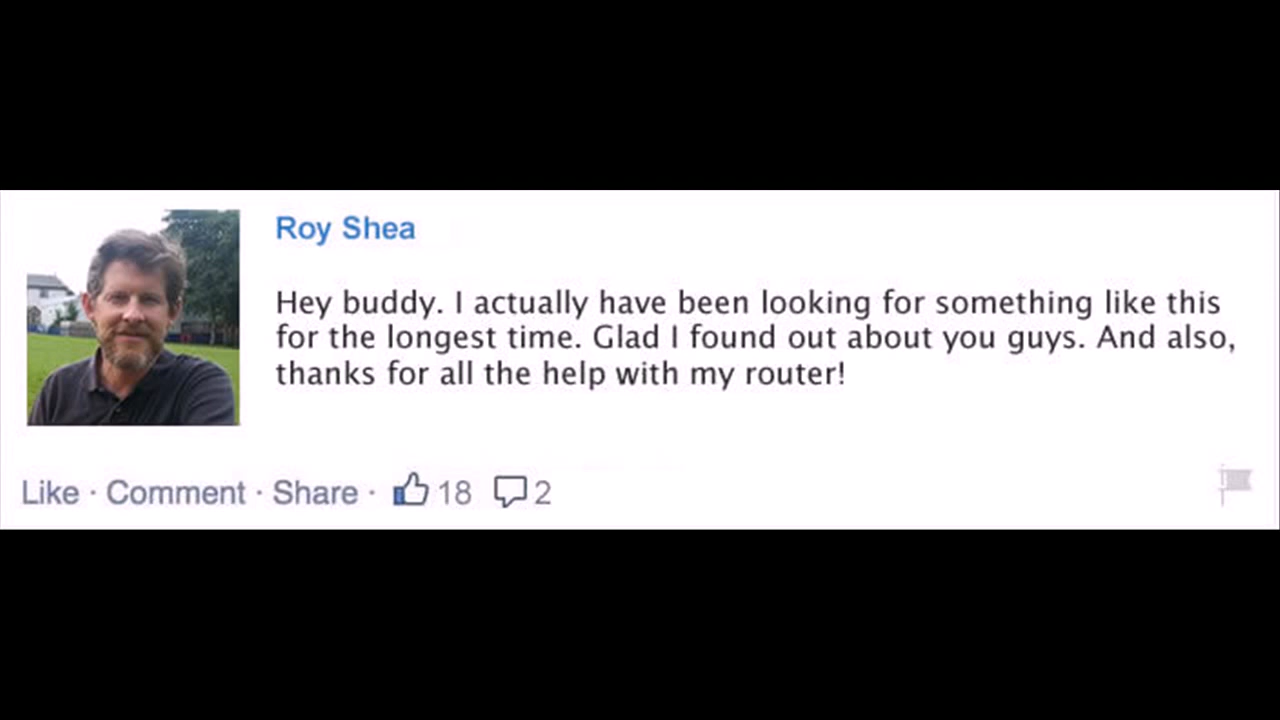 Roy Shea
Hey buddy. I actually have been looking for something like this
for the longest time. Glad I found out about you guys. And also,
thanks for all the help with my router!
Like · Comment · Share · 18 2